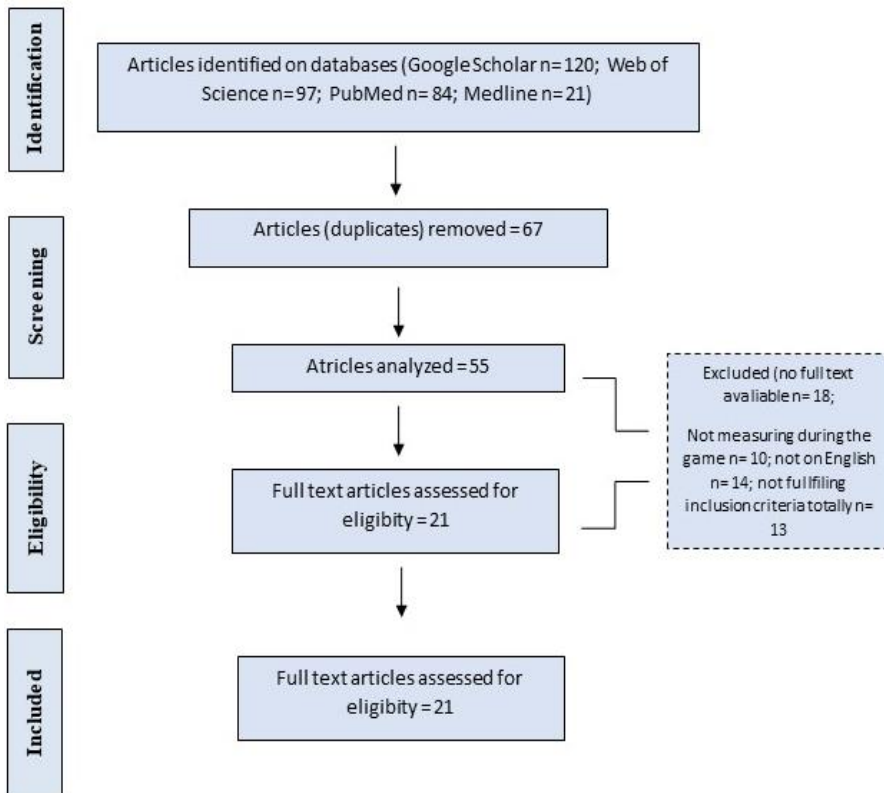 Identification
Articles identified on databases (Google Scholar n=120; Web of
Science n=97; PubMed n= 84; Medline n=21)
Screening
Articles (duplicates) removed =67
Atricles analyzed =55
Excluded (no full text
avaliable n= 18;
Not measuring during the
game n= 10; not on English
n= 14; not fullfiling
inclusion criteria totally n=
13
Eligibility
Full text articles assessed for
eligibity = 21
Included
Full text articles assessed for
eligibity =21